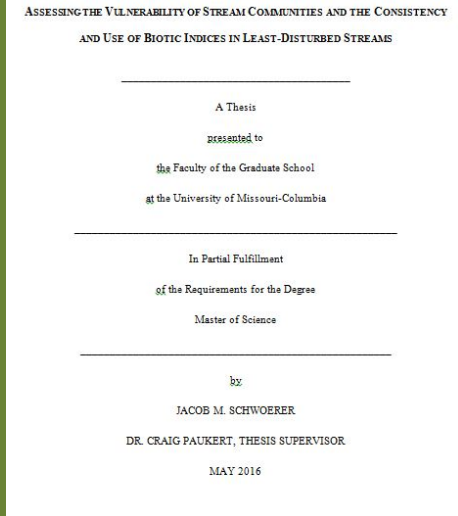 ASSESSING THE VULNERABILITY OF STREAM COMMUNITIES AND THE CONSISTENCY
AND USE OF BIOTIC INDICES IN LEAST-DISTURBED STREAMS
A Thesis
presented to
the Faculty of the Graduate School
at the University of Missouri-Columbia
In Partial Fulfillment
of the Requirements for the Degree
Master of Science
by
JACOB M. SCHWOERER
DR. CRAIG PAUKERT, THESIS SUPERVISOR
MAY 2016